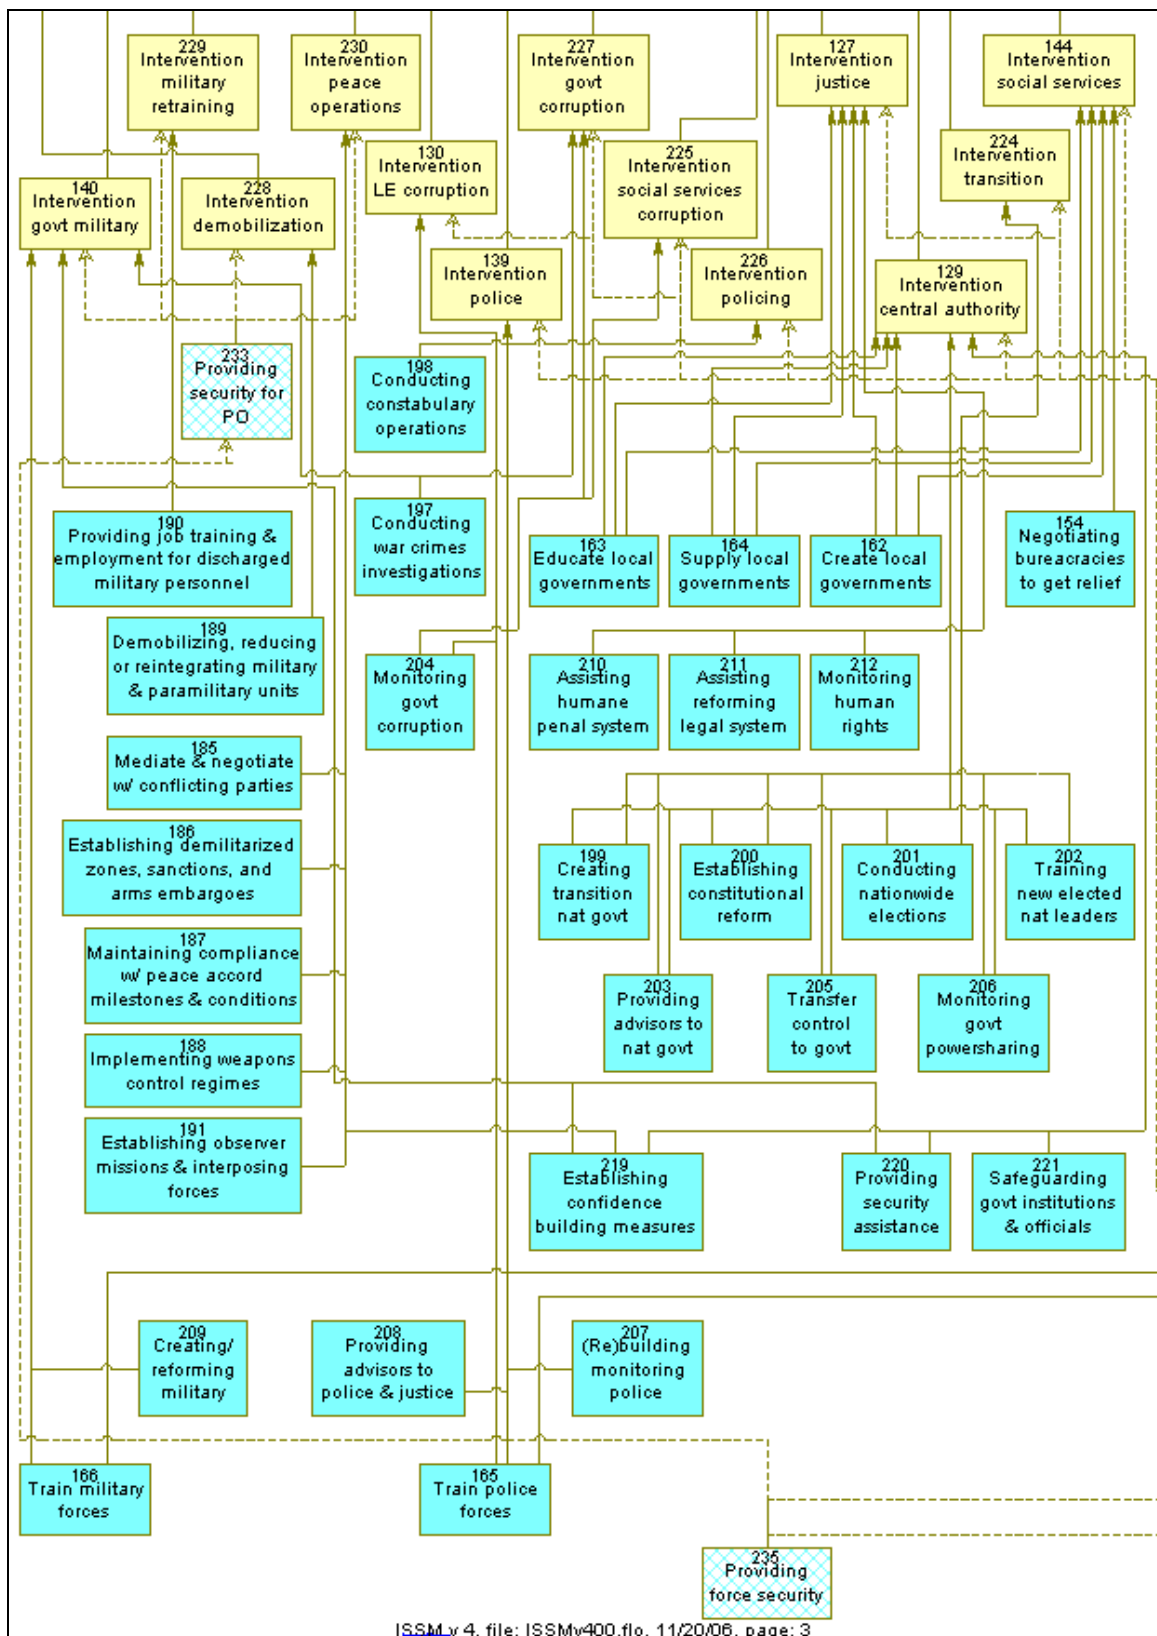 229
Intervention
military
retraining
230
Intervention
peace
operations
227
Intervention
govt
corruption
127
Intervention
justice
144
Intervention
social services
130
Intervention
LE corruption
225
Intervention
social services
corruption
224
Intervention
transition
140
Intervention
govt military
228
Intervention
demobilization
139
Intervention
police
226
Intervention
policing
129
Intervention
central authority
233
Providing
security for
PO
198
Conducting
constabulary
operations
190
Providing job training &
employment for discharged
military personnel
197
Conducting
war crimes
investigations
163
Educate local
governments
164
Supply local
governments
162
Create local
governments
154
Negotiating
bureacracies
to get relief
189
Demobilizing, reducing
or reintegrating military
& paramilitary units
204
Monitoring
govt
corruption
210
Assisting
humane
penal system
211
Assisting
reforming
legal system
212
Monitoring
human
rights
185
Mediate & negotiate
w/ conflicting parties
186
Establishing demilitarized
zones, sanctions, and
arms embargoes
199
Creating
transition
nat govt
200
Establishing
constitutional
reform
201
Conducting
nationwide
elections
202
Training
new elected
nat leaders
187
Maintaining compliance
w/ peace accord
milestones & conditions
203
Providing
advisors to
nat govt
205
Transfer
control
to govt
206
Monitoring
govt
powersharing
188
Implementing weapons
control regimes
191
Establishing observer
missions & interposing
forces
219
Establishing
confidence
building measures
220
Providing
security
assistance
221
Safeguarding
govt institutions
& officials
209
Creating/
reforming
military
208
Providing
advisors to
police & justice
207
(Re)building
monitoring
police
166
Train military
forces
165
Train police
forces
235
Providing
force security
ISSM v 4, file: ISSMv400.flo, 11/20/06, page: 3